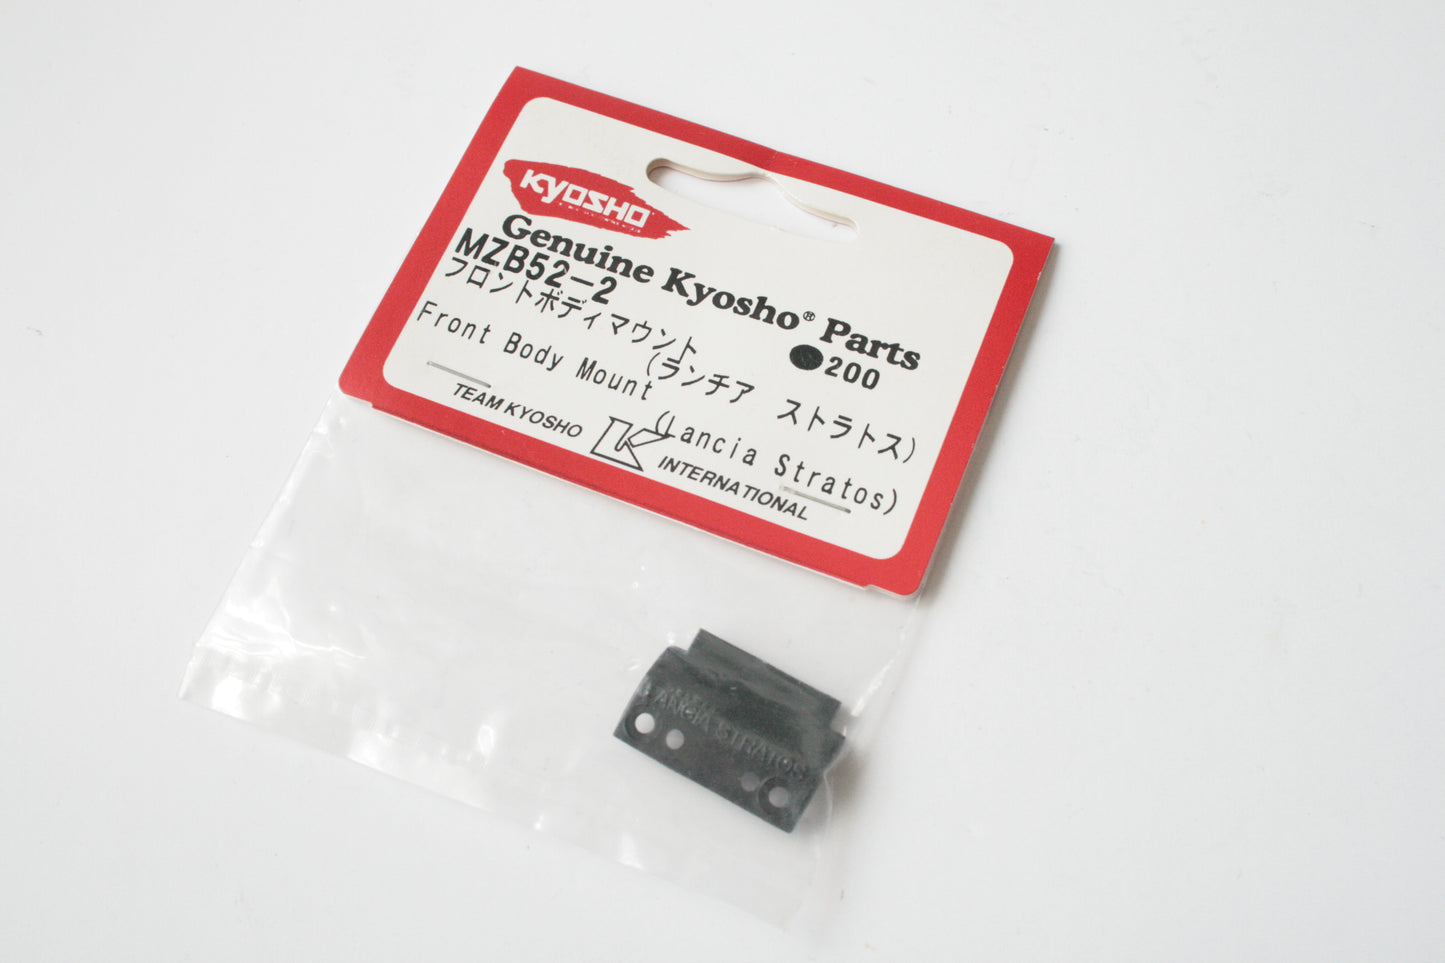 KYOSHO
Genuine Kyosho® Parts
MZB52-2
●200
フロントボディマウント
(ランチア ストラトス)
Front Body Mount
(Lancia Stratos)
TEAM KYOSHO K INTERNATIONAL
LANCIA STRATOS